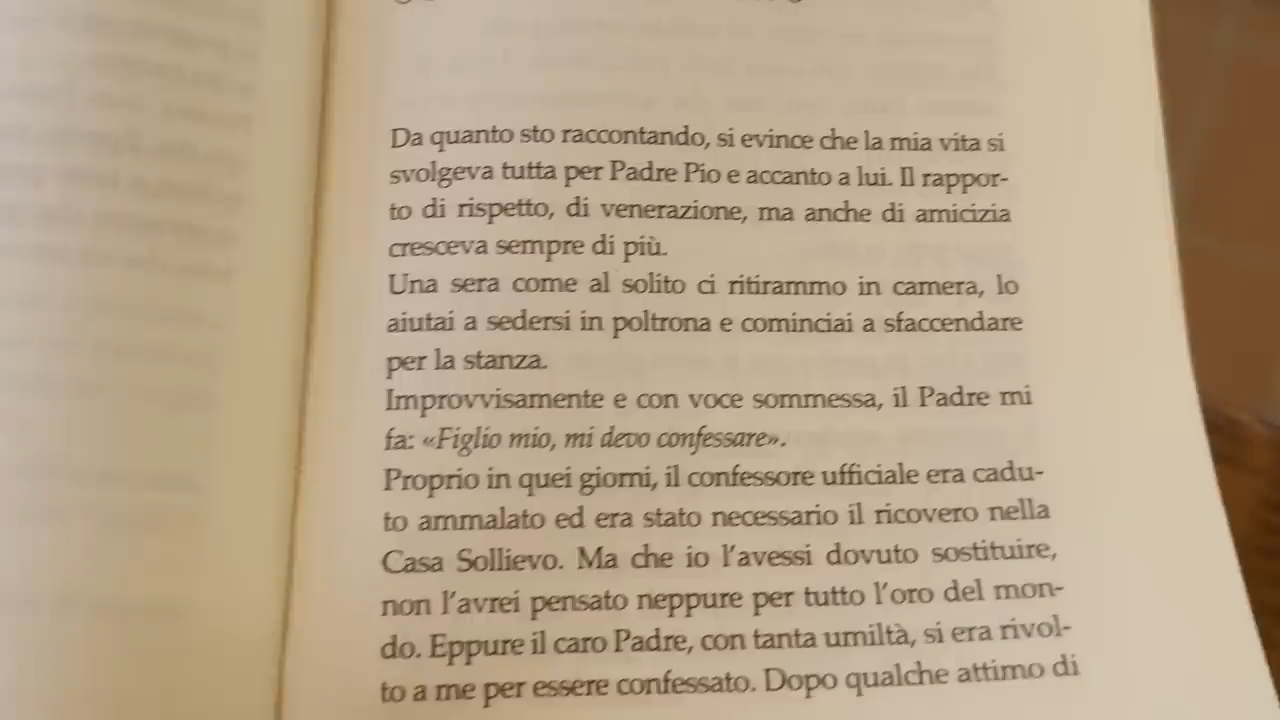 Da quanto sto raccontando, si evince che la mia vita si
svolgeva tutta per Padre Pio e accanto a lui. Il rappor-
to di rispetto, di venerazione, ma anche di amicizia
cresceva sempre di più.
Una sera come al solito ci ritirammo in camera, lo
aiutai a sedersi in poltrona e cominciai a sfaccendare
per la stanza.
Improvvisamente e con voce sommessa, il Padre mi
fa: «Figlio mio, mi devo confessare».
Proprio in quei giorni, il confessore ufficiale era cadu-
to ammalato ed era stato necessario il ricovero nella
Casa Sollievo. Ma che io l'avessi dovuto sostituire,
non l'avrei pensato neppure per tutto l'oro del mon-
do. Eppure il caro Padre, con tanta umiltà, si era rivol-
to a me per essere confessato. Dopo qualche attimo di